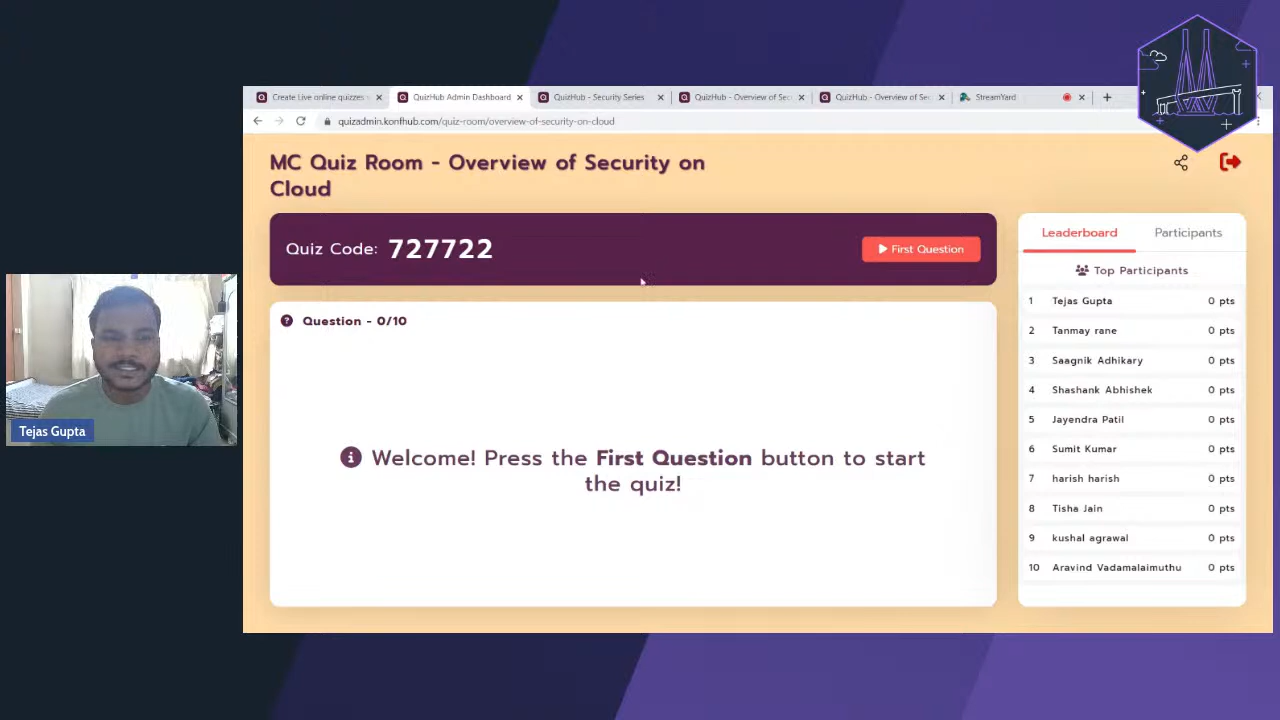 Create Live online quizzes
QuizHub Admin Dashboard
QuizHub - Security Series
QuizHub - Overview of Sec
QuizHub - Overview of Sec
StreamYard
quizadmin.konfhub.com/quiz-room/overview-of-security-on-cloud
MC Quiz Room - Overview of Security on
Cloud
Quiz Code: 727722
First Question
Question - 0/10
Welcome! Press the First Question button to start
the quiz!
Leaderboard
Participants
Top Participants
1 Tejas Gupta 0 pts
2 Tanmay rane 0 pts
3 Saagnik Adhikary 0 pts
4 Shashank Abhishek 0 pts
5 Jayendra Patil 0 pts
6 Sumit Kumar 0 pts
7 harish harish 0 pts
8 Tisha Jain 0 pts
9 kushal agrawal 0 pts
10 Aravind Vadamalaimuthu 0 pts
Tejas Gupta